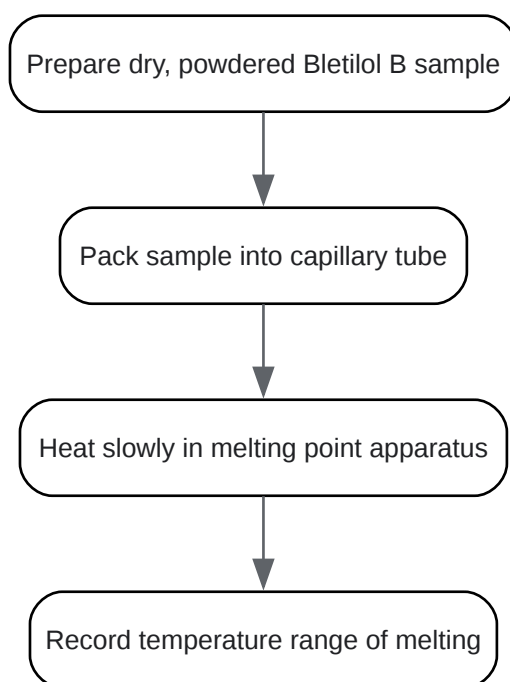 Prepare dry, powdered Bletilol B sample
Pack sample into capillary tube
Heat slowly in melting point apparatus
Record temperature range of melting